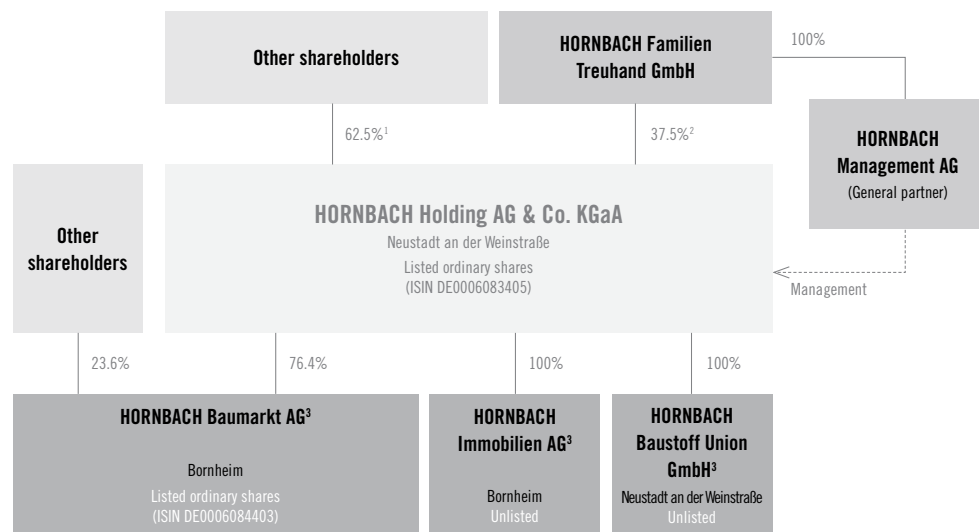 Other shareholders
HORNBACH Familien
Treuhand GmbH
100%
62.5%¹
37.5%²
HORNBACH
Management AG
(General partner)
Other
shareholders
HORNBACH Holding AG & Co. KGaA
Neustadt an der Weinstraße
Listed ordinary shares
(ISIN DE0006083405)
Management
23.6%
76.4%
100%
100%
HORNBACH Baumarkt AG³
Bornheim
Listed ordinary shares
(ISIN DE0006084403)
HORNBACH
Immobilien AG³
Bornheim
Unlisted
HORNBACH
Baustoff Union
GmbH³
Neustadt an der Weinstraße
Unlisted